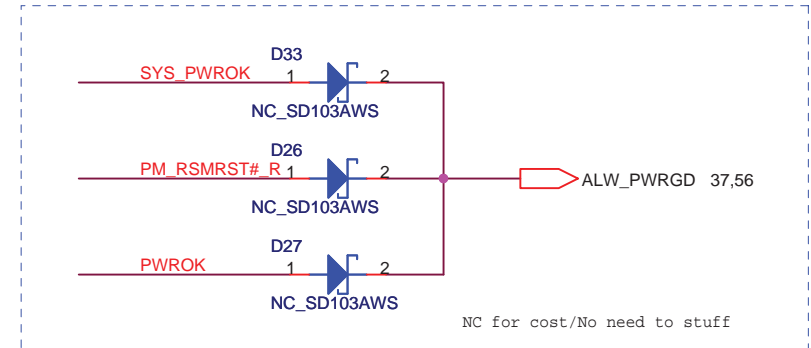 D33
SYS_PWROK 1 2
NC_SD103AWS
D26
PM_RSMRST#_R 1 2
ALW_PWRGD 37,56
NC_SD103AWS
D27
PWROK 1 2
NC_SD103AWS
NC for cost/No need to stuff